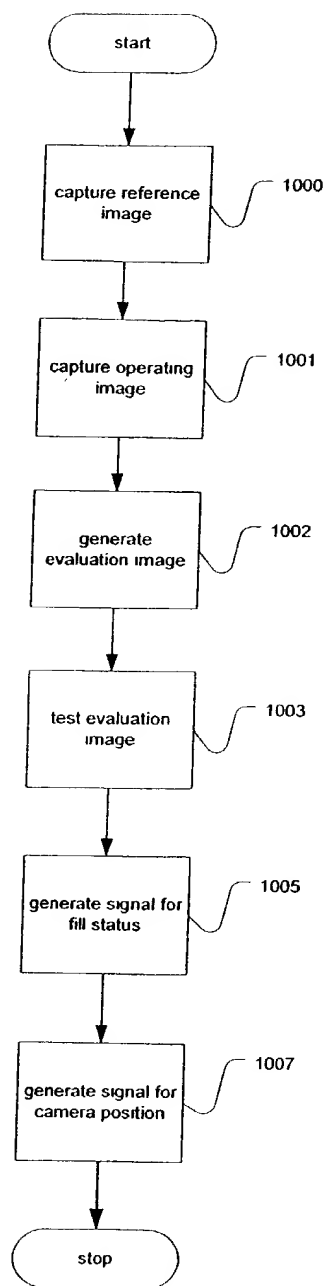 start
capture reference
image
1000
capture operating
image
1001
generate
evaluation image
1002
test evaluation
image
1003
generate signal for
fill status
1005
generate signal for
camera position
1007
stop